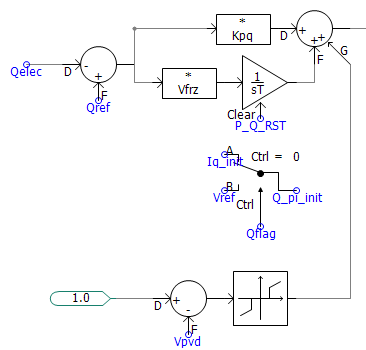 *
Kpq
D
+
+
+
G
F
Qelec
D
-
+
F
Qref
*
Vfrz
1
sT
Clear
P_Q_RST
A
Iq_init
Ctrl = 0
B
Vref
Ctrl
Q_pi_init
Qflag
1.0
D
+
-
F
Vpvd